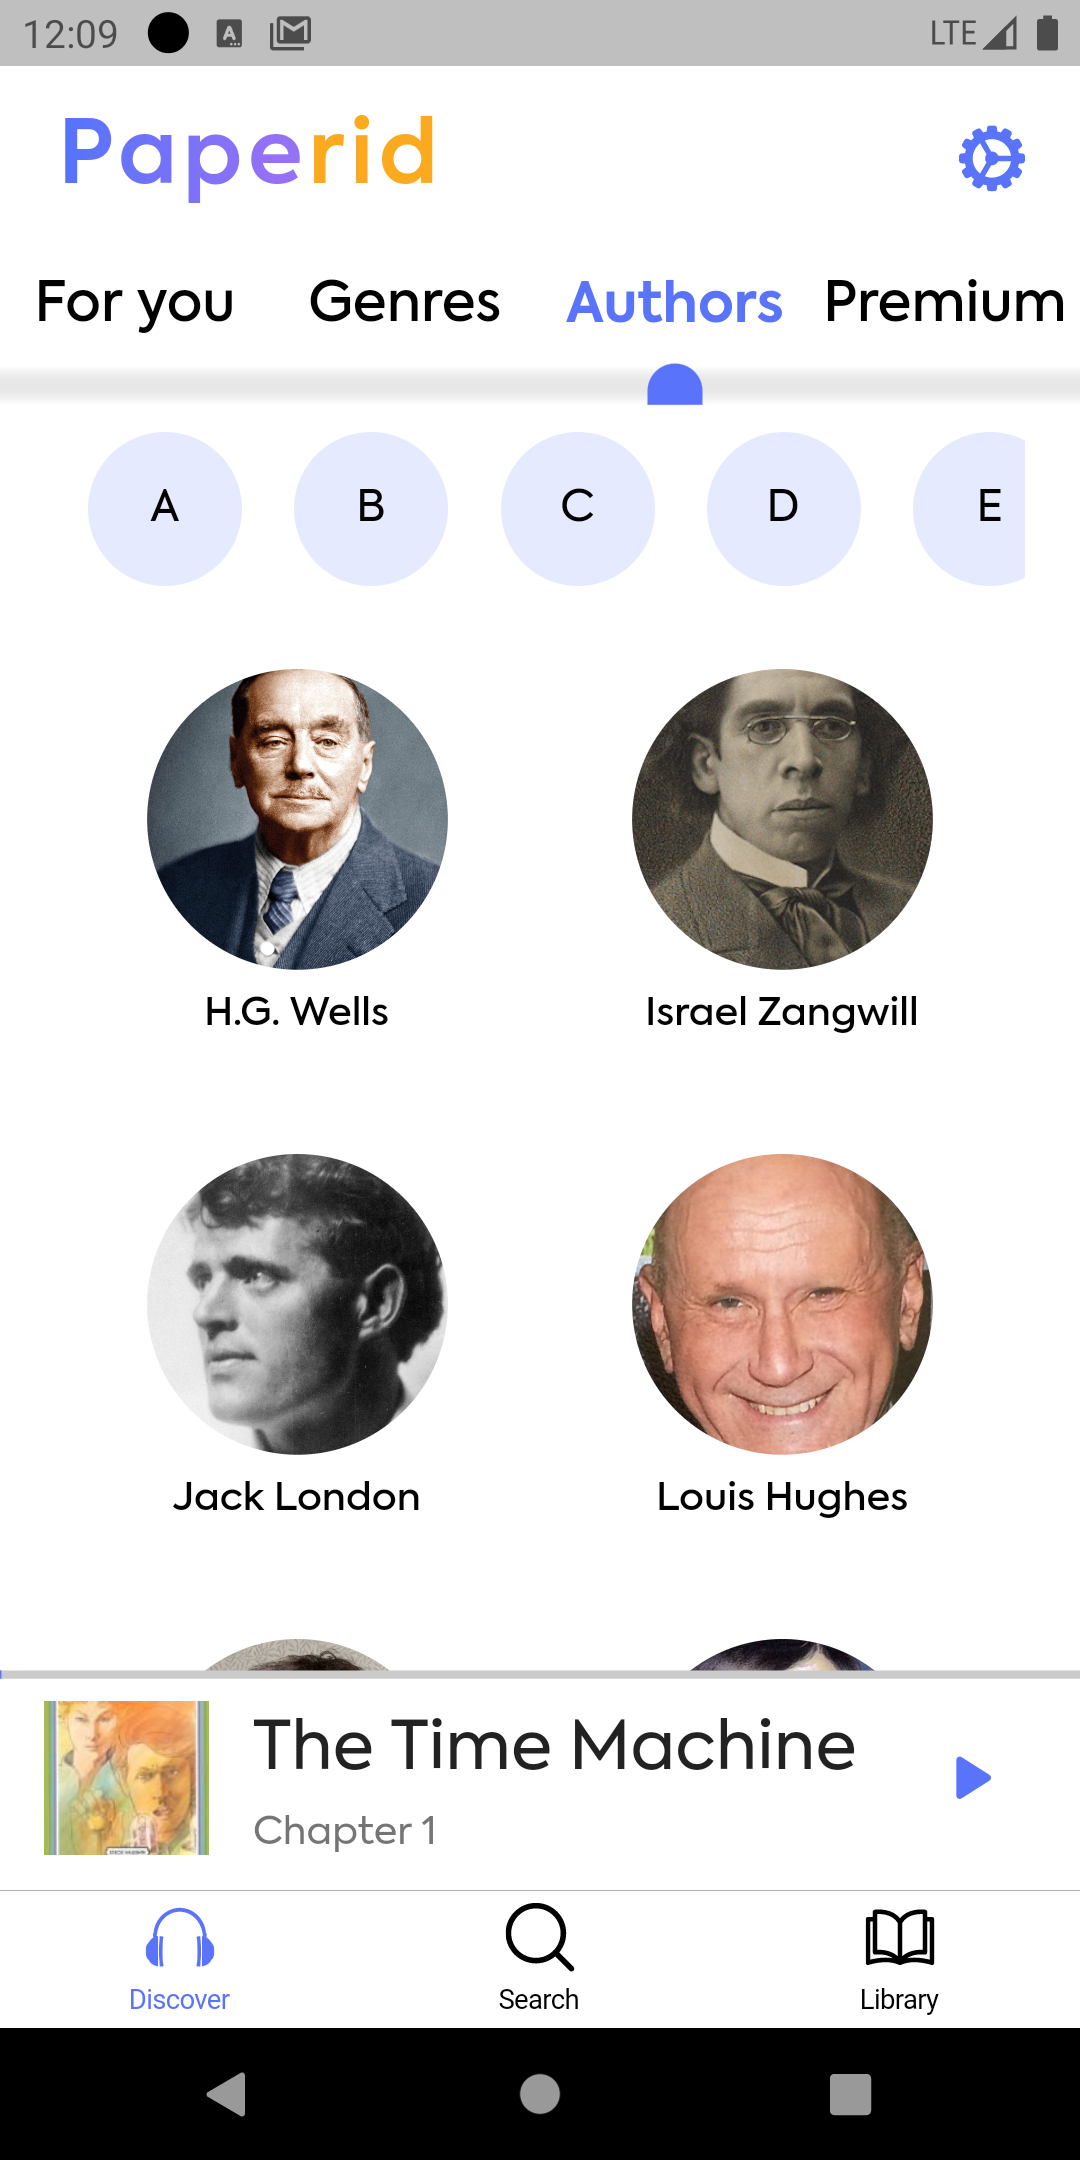 12:09 LTE
Paperid
For you Genres Authors Premium
A B C D E
H.G. Wells Israel Zangwill
Jack London Louis Hughes
The Time Machine
Chapter 1
Discover Search Library